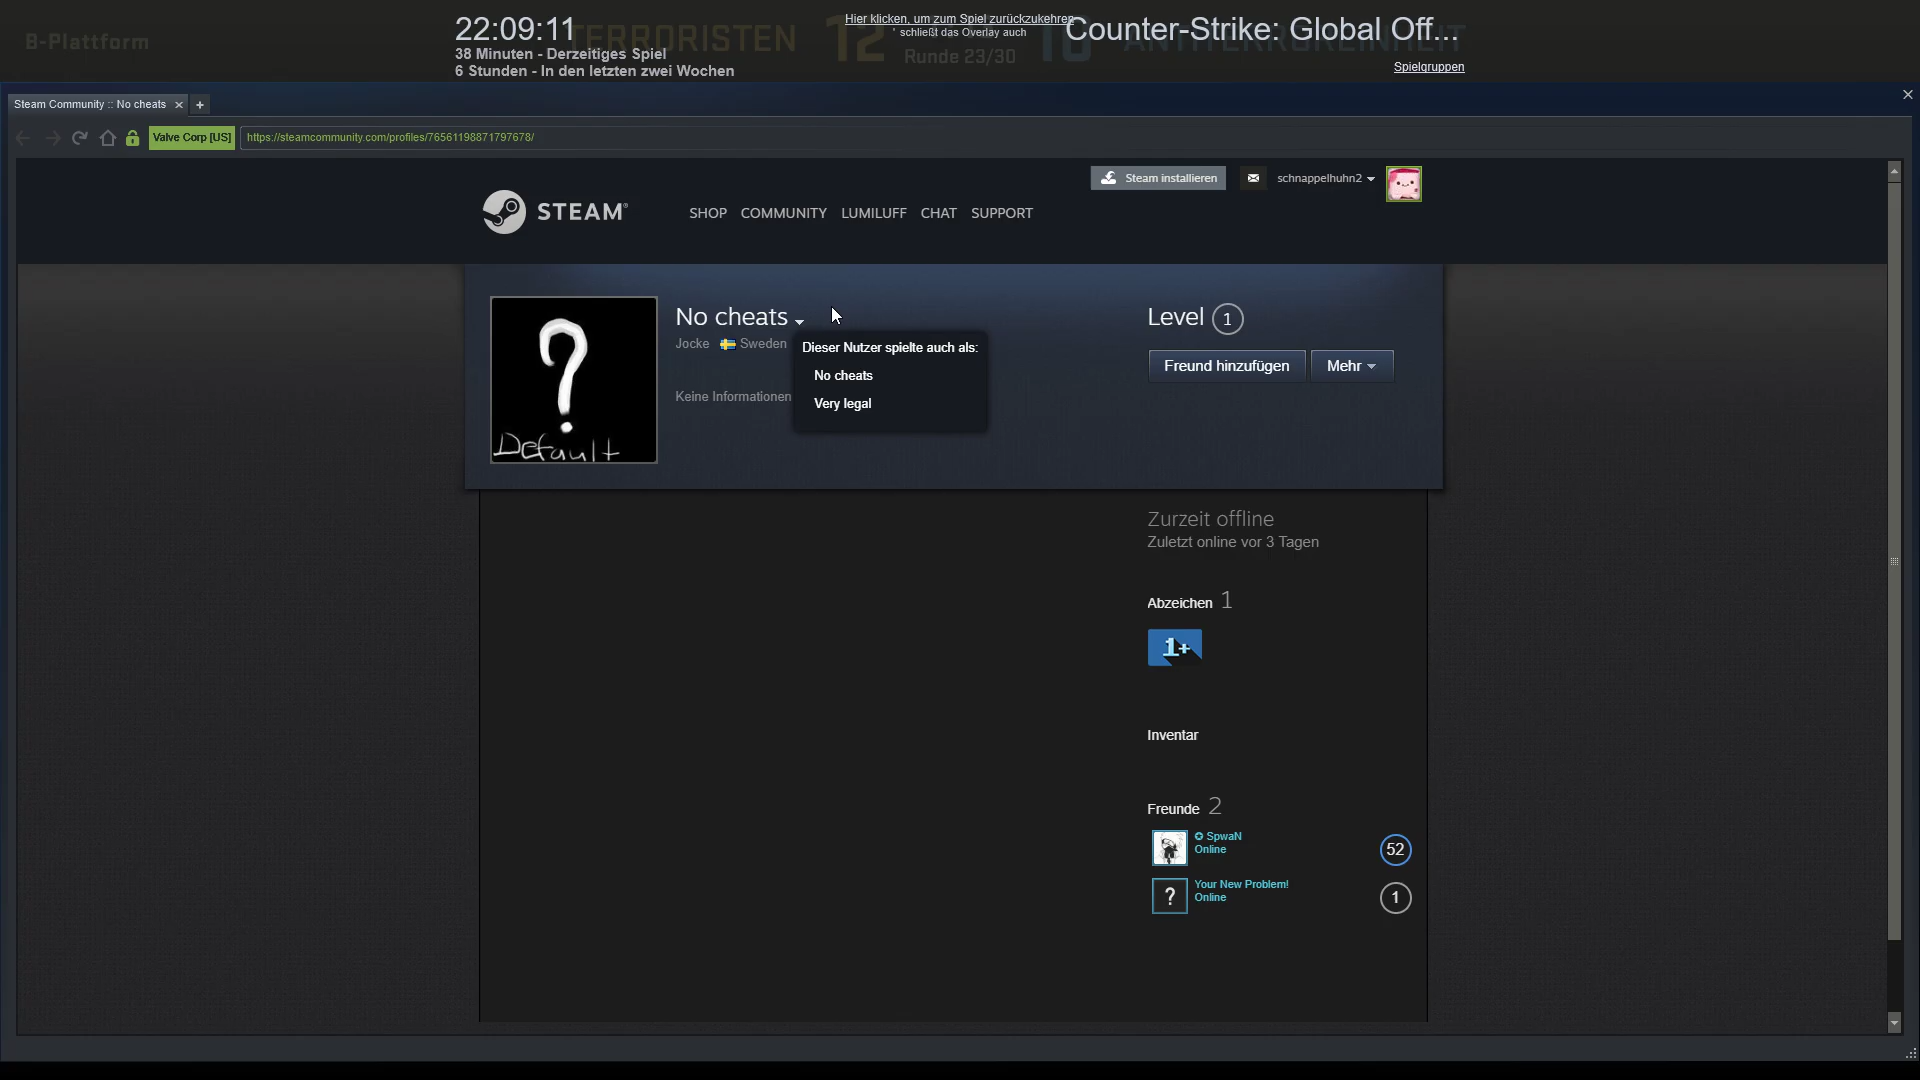 B-Plattform
22:09:11
38 Minuten - Derzeitiges Spiel
6 Stunden - In den letzten zwei Wochen
TERRORISTEN
12
Hier klicken, um zum Spiel zurückzukehren
schließt das Overlay auch
Runde 23/30
ANTITERROREINHEIT
Counter-Strike: Global Off...
Spielgruppen
Steam Community :: No cheats
Valve Corp [US]
https://steamcommunity.com/profiles/76561198871797678/
Steam installieren
schnappelhuhn2
STEAM®
SHOP COMMUNITY LUMILUFF CHAT SUPPORT
Default
No cheats
Jocke Sweden
Keine Informationen
Dieser Nutzer spielte auch als:
No cheats
Very legal
Level 1
Freund hinzufügen
Mehr
Zurzeit offline
Zuletzt online vor 3 Tagen
Abzeichen 1
1+
Inventar
Freunde 2
SpwaN
Online
52
?
Your New Problem!
Online
1